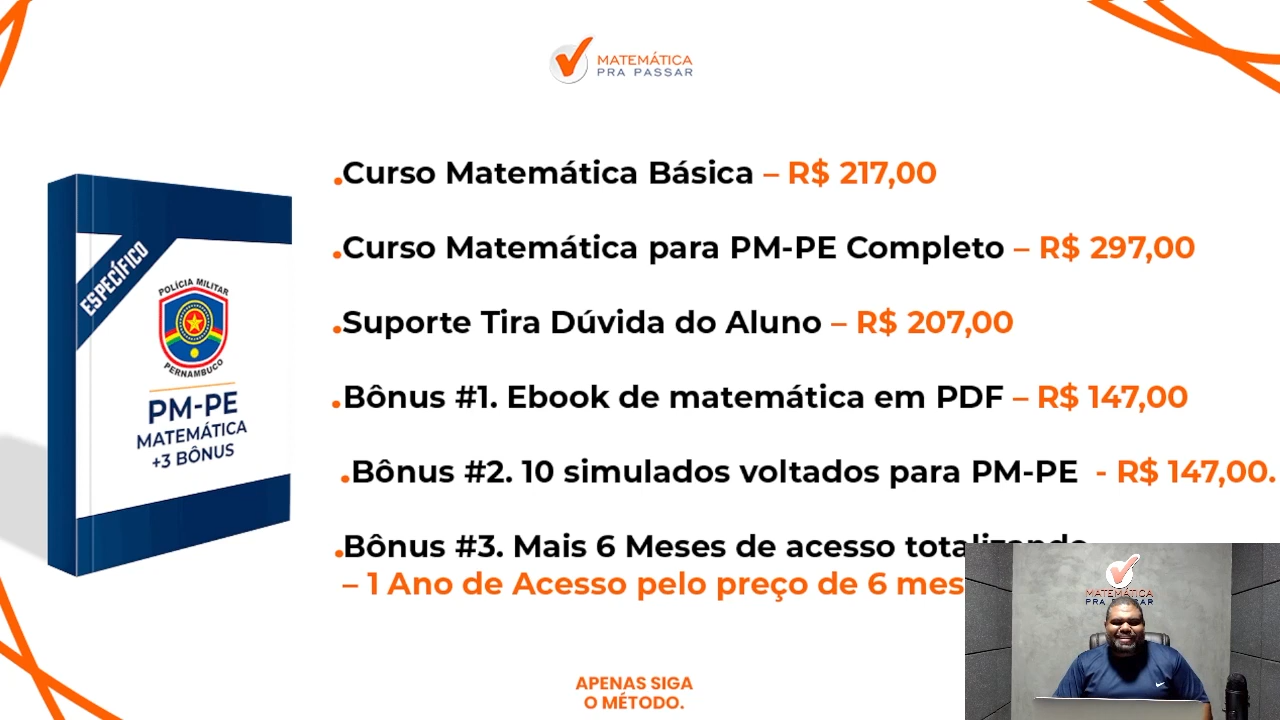 MATEMÁTICA
PRA PASSAR
.Curso Matemática Básica – R$ 217,00
.Curso Matemática para PM-PE Completo – R$ 297,00
.Suporte Tira Dúvida do Aluno – R$ 207,00
.Bônus #1. Ebook de matemática em PDF – R$ 147,00
.Bônus #2. 10 simulados voltados para PM-PE - R$ 147,00.
.Bônus #3. Mais 6 Meses de acesso totalizando
– 1 Ano de Acesso pelo preço de 6 mes
ESPECÍFICO
POLÍCIA MILITAR
PERNAMBUCO
PM-PE
MATEMÁTICA
+3 BÔNUS
MATEMÁTICA
PRA PASSAR
APENAS SIGA
O MÉTODO.